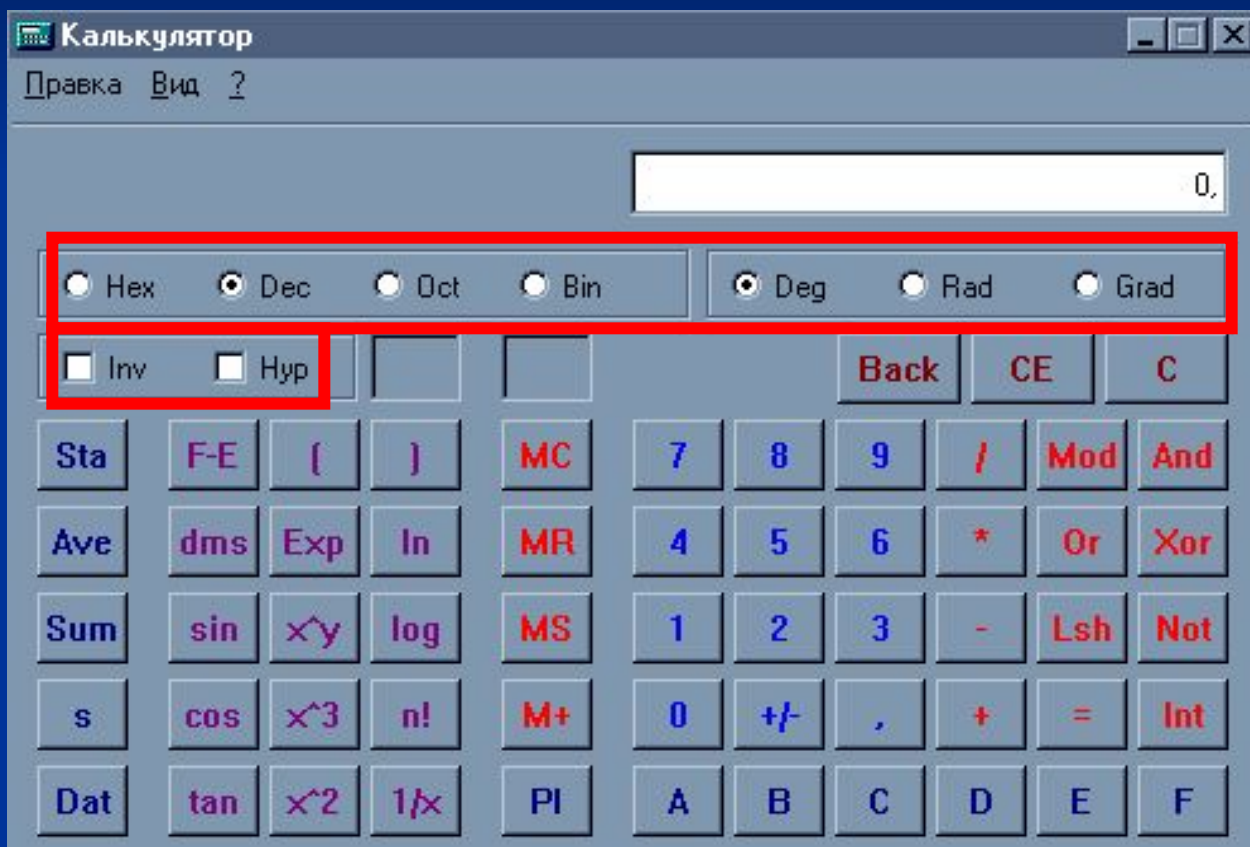 Калькулятор
Правка Вид ?
0,
Hex Dec Oct Bin Deg Rad Grad
Inv Hyp Back CE C
Sta F-E ( ) MC 7 8 9 / Mod And
Ave dms Exp ln MR 4 5 6 * Or Xor
Sum sin x^y log MS 1 2 3 - Lsh Not
s cos x^3 n! M+ 0 +/- , + = Int
Dat tan x^2 1/x PI A B C D E F